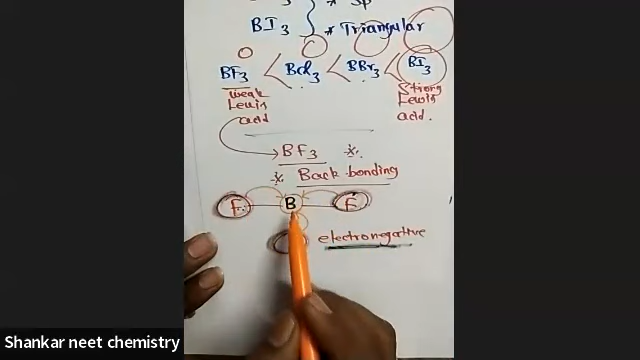 * Sp
BI3 * Triangular
BF3 < BCl3 < BBr3 < BI3
weak Lewis acid
Strong Lewis acid.
BF3 *
* Back bonding
F B F
electronegative
Shankar neet chemistry